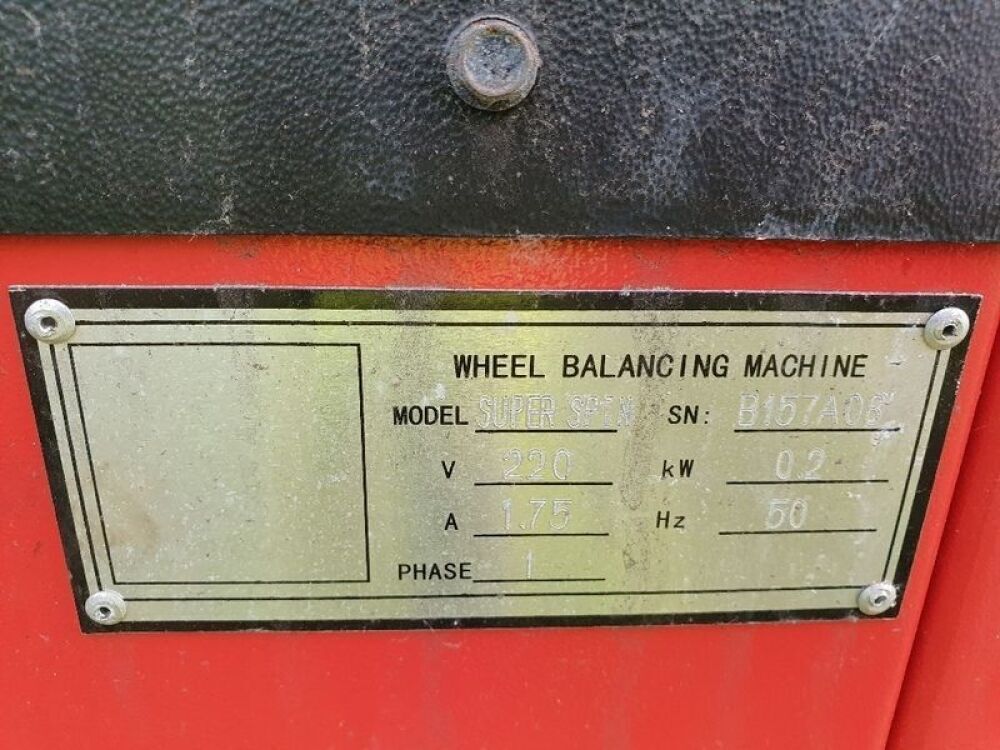 WHEEL BALANCING MACHINE
MODEL SUPER SPIN SN: B157A08
V 220 kW 0.2
A 1.75 Hz 50
PHASE 1